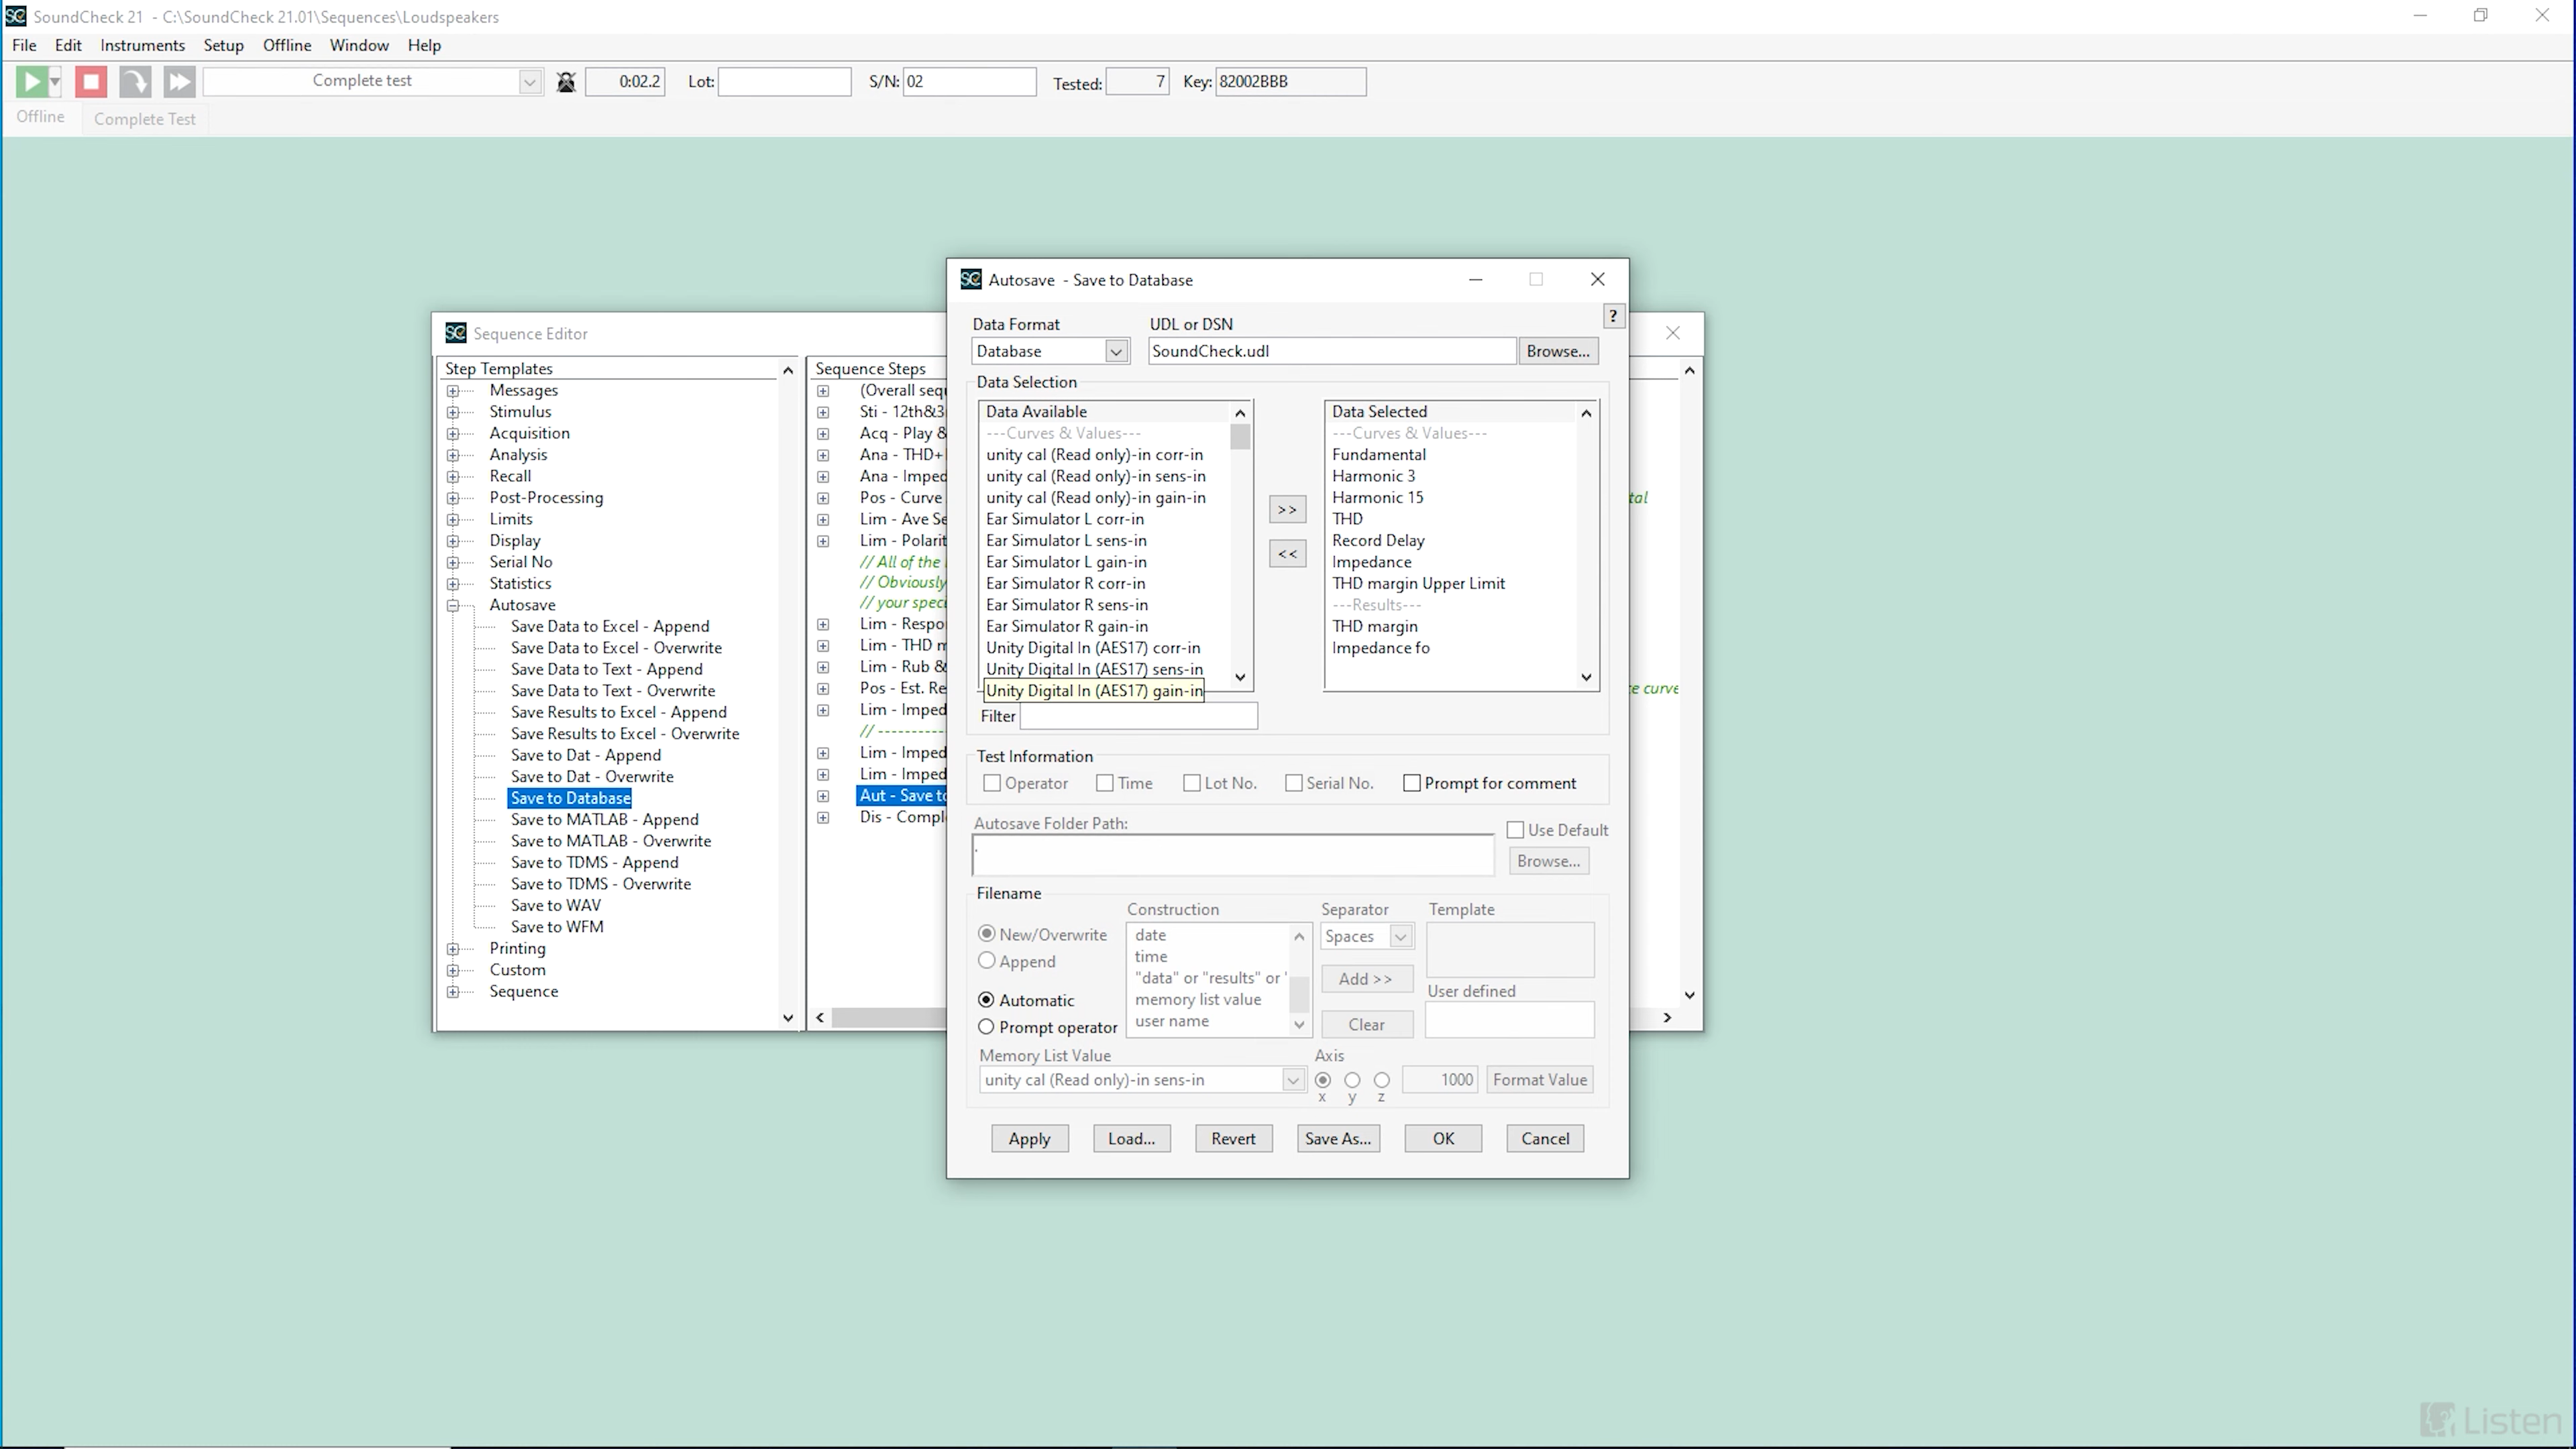 SoundCheck 21 - C:\SoundCheck 21.01\Sequences\Loudspeakers
File Edit Instruments Setup Offline Window Help
Complete test 0:02.2 Lot: S/N: 02 Tested: 7 Key: 82002BBB
Offline Complete Test
Sequence Editor
Step Templates
Messages
Stimulus
Acquisition
Analysis
Recall
Post-Processing
Limits
Display
Serial No
Statistics
Autosave
Save Data to Excel - Append
Save Data to Excel - Overwrite
Save Data to Text - Append
Save Data to Text - Overwrite
Save Results to Excel - Append
Save Results to Excel - Overwrite
Save to Dat - Append
Save to Dat - Overwrite
Save to Database
Save to MATLAB - Append
Save to MATLAB - Overwrite
Save to TDMS - Append
Save to TDMS - Overwrite
Save to WAV
Save to WFM
Printing
Custom
Sequence
Sequence Steps
(Overall sequ
Sti - 12th&3
Acq - Play &
Ana - THD+
Ana - Imped
Pos - Curve
Lim - Ave Se
Lim - Polarit
// All of the
// Obviously
// your speci
Lim - Respo
Lim - THD m
Lim - Rub &
Pos - Est. Re
Lim - Imped
// -----------
Lim - Imped
Lim - Imped
Aut - Save to
Dis - Compl
tal
ce curve
Autosave - Save to Database
?
Data Format UDL or DSN
Database SoundCheck.udl Browse...
Data Selection
Data Available
---Curves & Values---
unity cal (Read only)-in corr-in
unity cal (Read only)-in sens-in
unity cal (Read only)-in gain-in
Ear Simulator L corr-in
Ear Simulator L sens-in
Ear Simulator L gain-in
Ear Simulator R corr-in
Ear Simulator R sens-in
Ear Simulator R gain-in
Unity Digital In (AES17) corr-in
Unity Digital In (AES17) sens-in
Unity Digital In (AES17) gain-in
Filter
>>
<<
Data Selected
---Curves & Values---
Fundamental
Harmonic 3
Harmonic 15
THD
Record Delay
Impedance
THD margin Upper Limit
---Results---
THD margin
Impedance fo
Test Information
Operator Time Lot No. Serial No. Prompt for comment
Autosave Folder Path:
Use Default
.
Browse...
Filename
New/Overwrite
Append
Automatic
Prompt operator
Construction
date
time
"data" or "results" or '
memory list value
user name
Separator
Spaces
Add >>
Clear
Template
User defined
Memory List Value Axis
unity cal (Read only)-in sens-in x y z 1000 Format Value
Apply Load... Revert Save As... OK Cancel
Listen